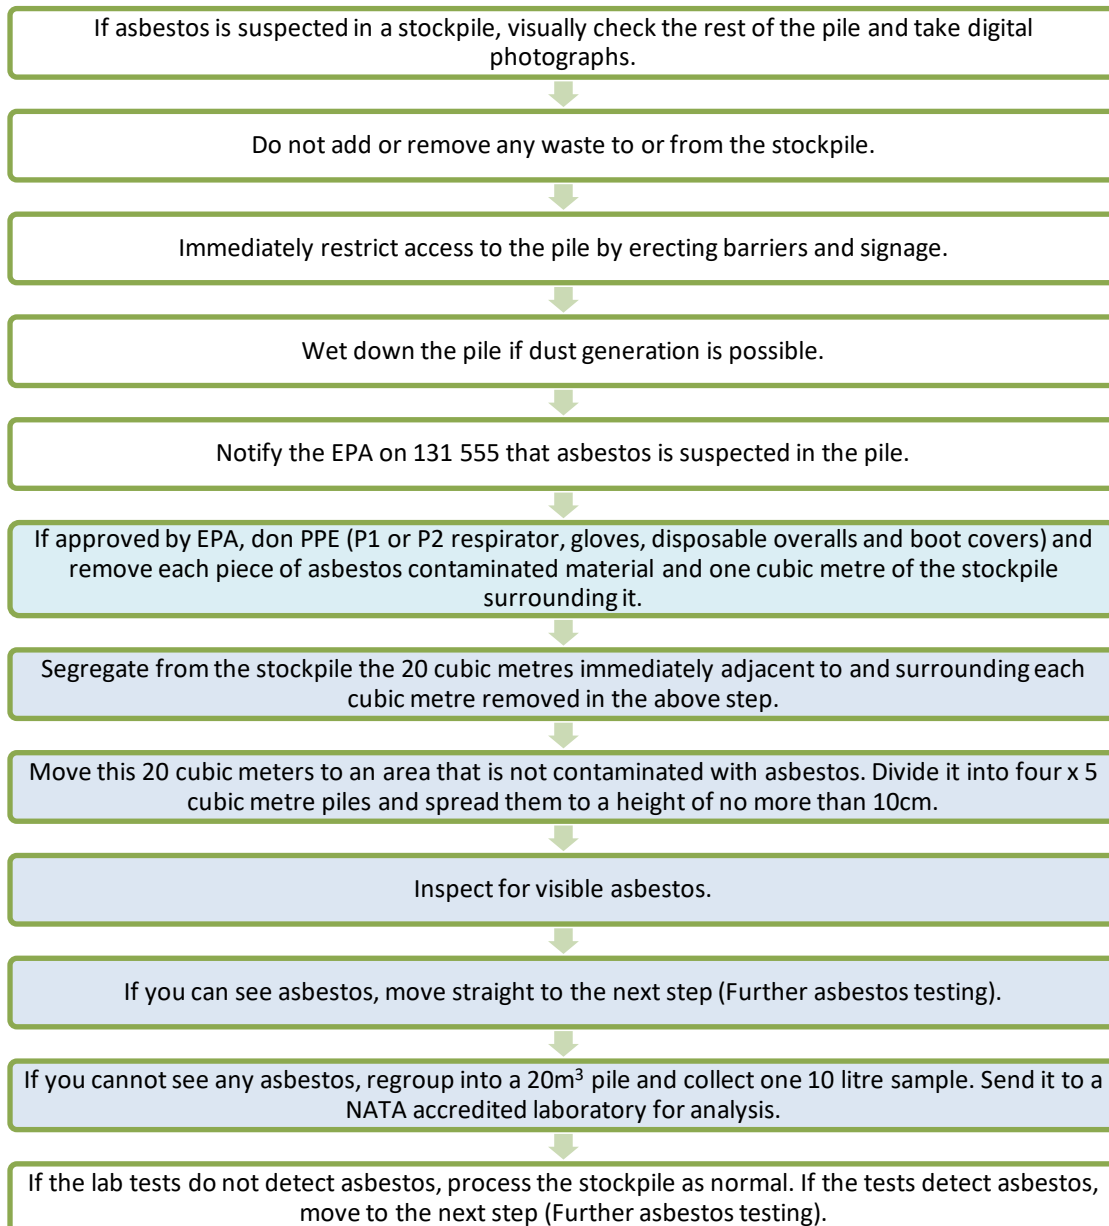 If asbestos is suspected in a stockpile, visually check the rest of the pile and take digital
photographs.
Do not add or remove any waste to or from the stockpile.
Immediately restrict access to the pile by erecting barriers and signage.
Wet down the pile if dust generation is possible.
Notify the EPA on 131 555 that asbestos is suspected in the pile.
If approved by EPA, don PPE (P1 or P2 respirator, gloves, disposable overalls and boot covers) and
remove each piece of asbestos contaminated material and one cubic metre of the stockpile
surrounding it.
Segregate from the stockpile the 20 cubic metres immediately adjacent to and surrounding each
cubic metre removed in the above step.
Move this 20 cubic meters to an area that is not contaminated with asbestos. Divide it into four x 5
cubic metre piles and spread them to a height of no more than 10cm.
Inspect for visible asbestos.
If you can see asbestos, move straight to the next step (Further asbestos testing).
If you cannot see any asbestos, regroup into a 20m³ pile and collect one 10 litre sample. Send it to a
NATA accredited laboratory for analysis.
If the lab tests do not detect asbestos, process the stockpile as normal. If the tests detect asbestos,
move to the next step (Further asbestos testing).